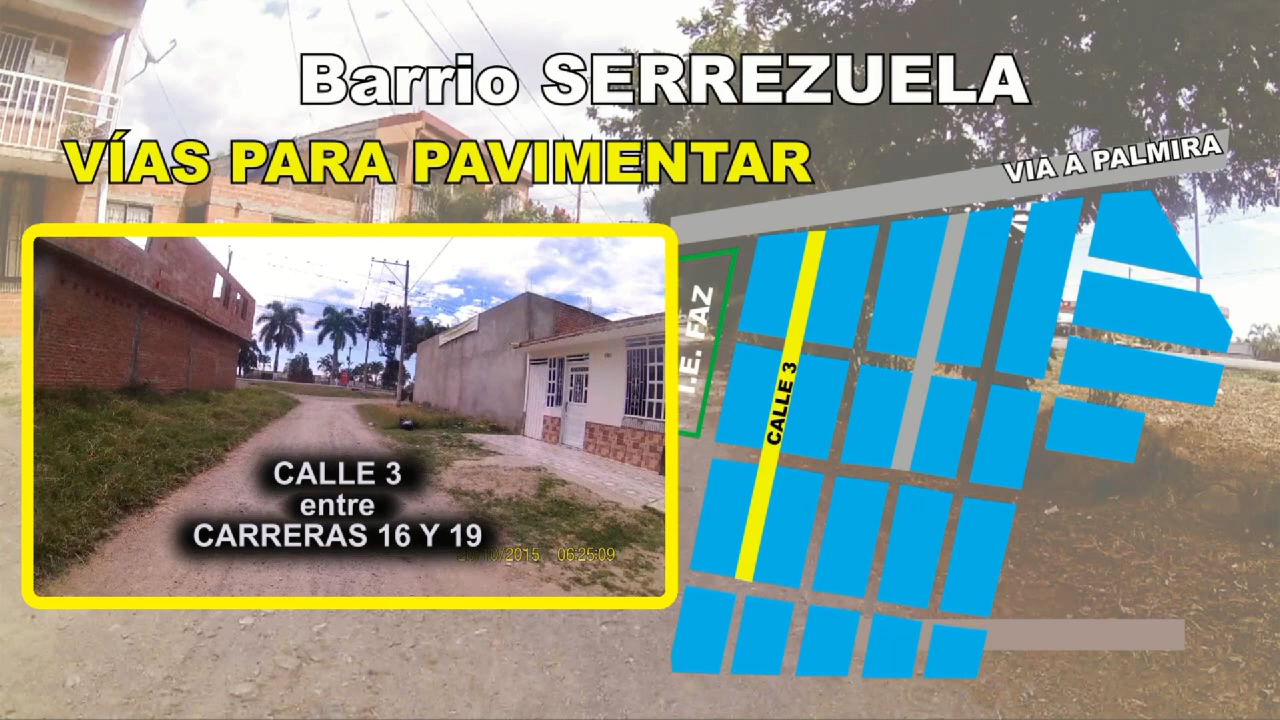 Barrio SERREZUELA
VÍAS PARA PAVIMENTAR
VIA A PALMIRA
I.E. FAZ
CALLE 3
CALLE 3
entre
CARRERAS 16 Y 19
2015 06:25:09